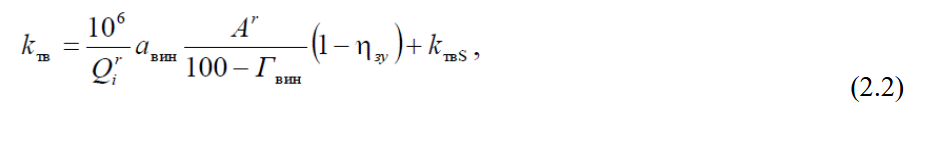 k_тв = 10^6 / Q_i^r a_вин A^r / (100 − Г_вин) (1 − η_зу) + k_твS ,
(2.2)